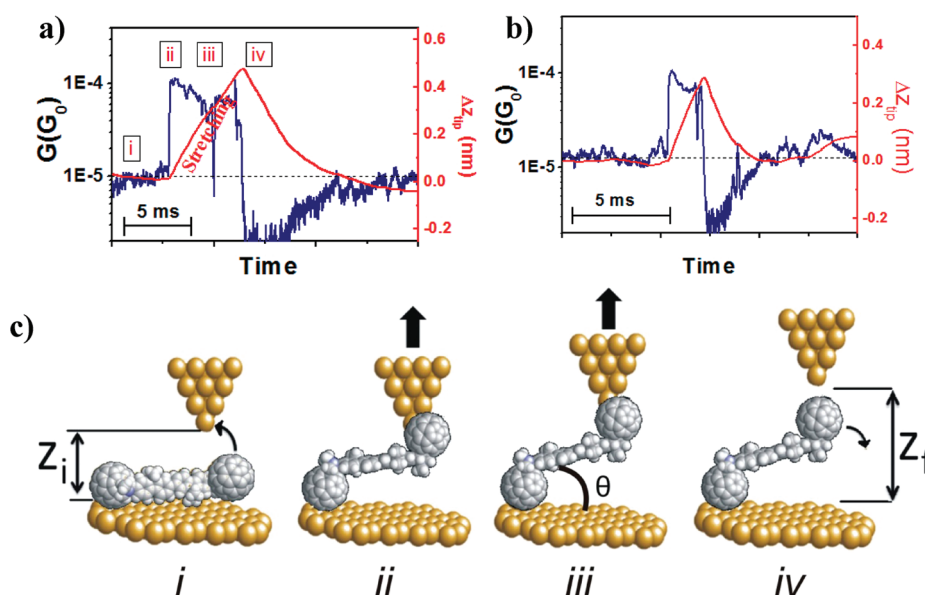 a)
ii
iii
iv
i
1E-4
1E-5
G(G0)
0.6
0.4
0.2
0.0
-0.2
ΔZtip (nm)
Stretching
5 ms
Time
b)
1E-4
1E-5
G(G0)
0.4
0.2
0.0
-0.2
ΔZtip (nm)
5 ms
Time
c)
Zi
θ
Zf
i
ii
iii
iv